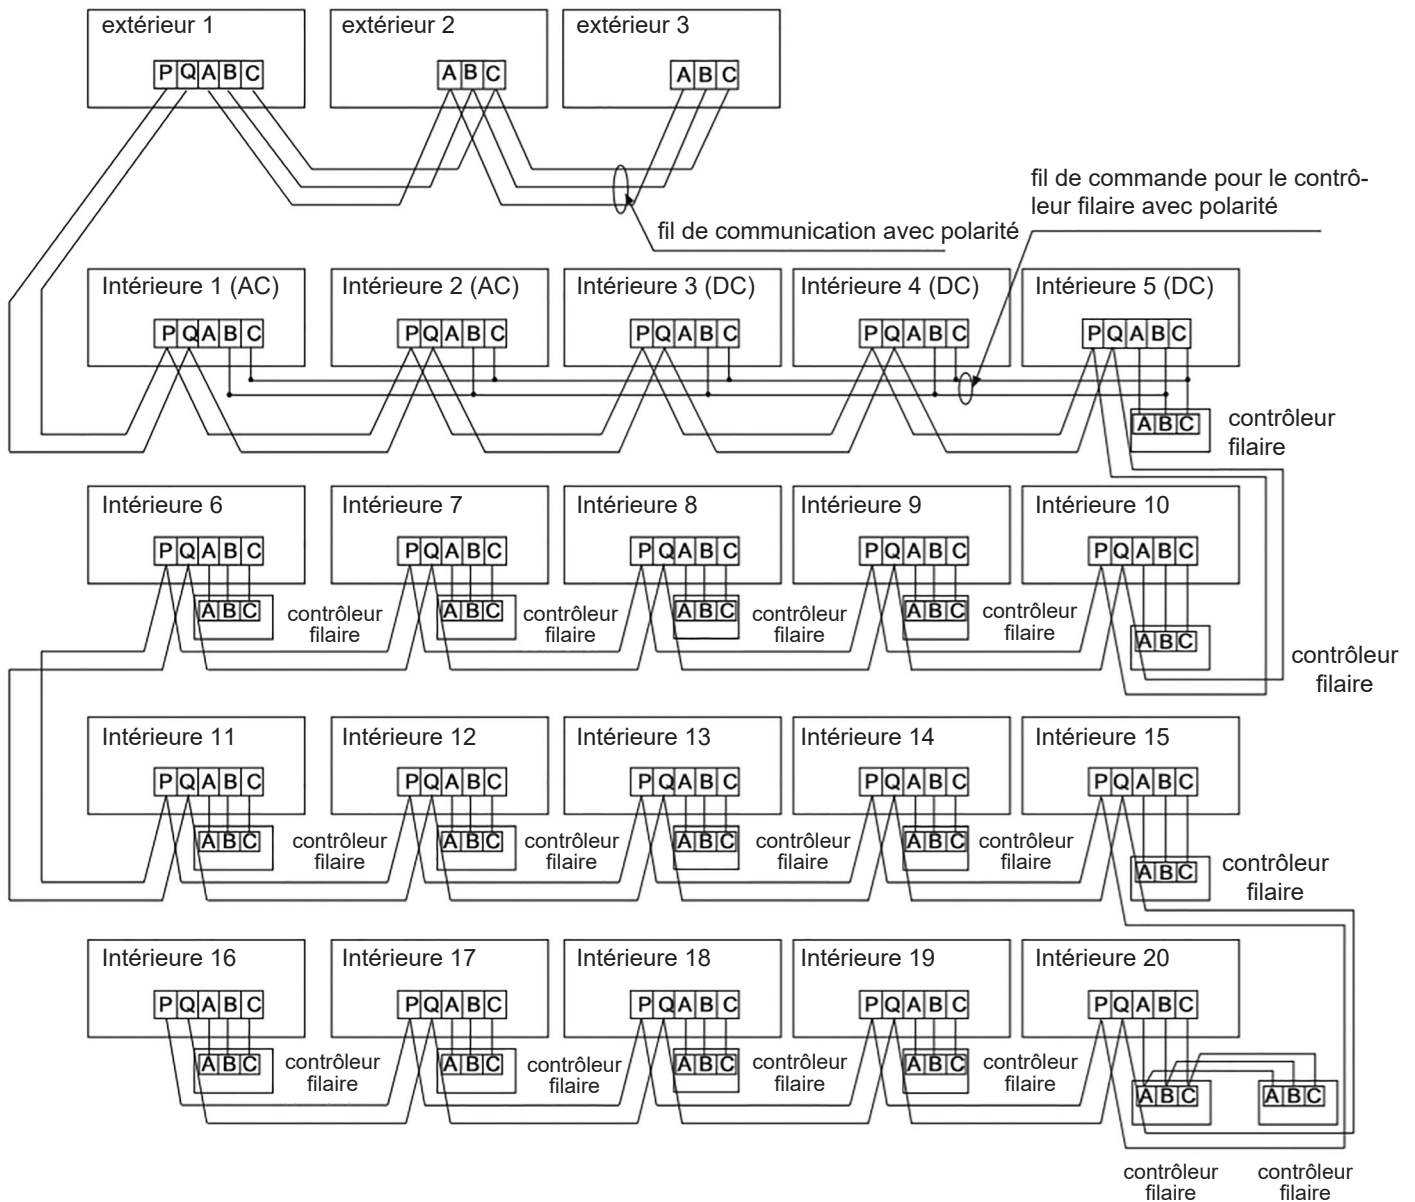 extérieur 1
extérieur 2
extérieur 3
P Q A B C
A B C
A B C
fil de commande pour le contrô-
leur filaire avec polarité
fil de communication avec polarité
Intérieure 1 (AC)
Intérieure 2 (AC)
Intérieure 3 (DC)
Intérieure 4 (DC)
Intérieure 5 (DC)
P Q A B C
P Q A B C
P Q A B C
P Q A B C
P Q A B C
A B C
contrôleur
filaire
Intérieure 6
Intérieure 7
Intérieure 8
Intérieure 9
Intérieure 10
P Q A B C
P Q A B C
P Q A B C
P Q A B C
P Q A B C
A B C
contrôleur
filaire
A B C
contrôleur
filaire
A B C
contrôleur
filaire
A B C
contrôleur
filaire
A B C
contrôleur
filaire
Intérieure 11
Intérieure 12
Intérieure 13
Intérieure 14
Intérieure 15
P Q A B C
P Q A B C
P Q A B C
P Q A B C
P Q A B C
A B C
contrôleur
filaire
A B C
contrôleur
filaire
A B C
contrôleur
filaire
A B C
contrôleur
filaire
A B C
contrôleur
filaire
Intérieure 16
Intérieure 17
Intérieure 18
Intérieure 19
Intérieure 20
P Q A B C
P Q A B C
P Q A B C
P Q A B C
P Q A B C
A B C
contrôleur
filaire
A B C
contrôleur
filaire
A B C
contrôleur
filaire
A B C
contrôleur
filaire
A B C
A B C
contrôleur
filaire
contrôleur
filaire